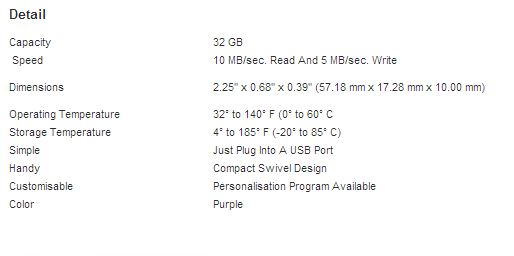 Detail
Capacity 32 GB
Speed 10 MB/sec. Read And 5 MB/sec. Write
Dimensions 2.25" x 0.68" x 0.39" (57.18 mm x 17.28 mm x 10.00 mm)
Operating Temperature 32° to 140° F (0° to 60° C
Storage Temperature 4° to 185° F (-20° to 85° C)
Simple Just Plug Into A USB Port
Handy Compact Swivel Design
Customisable Personalisation Program Available
Color Purple